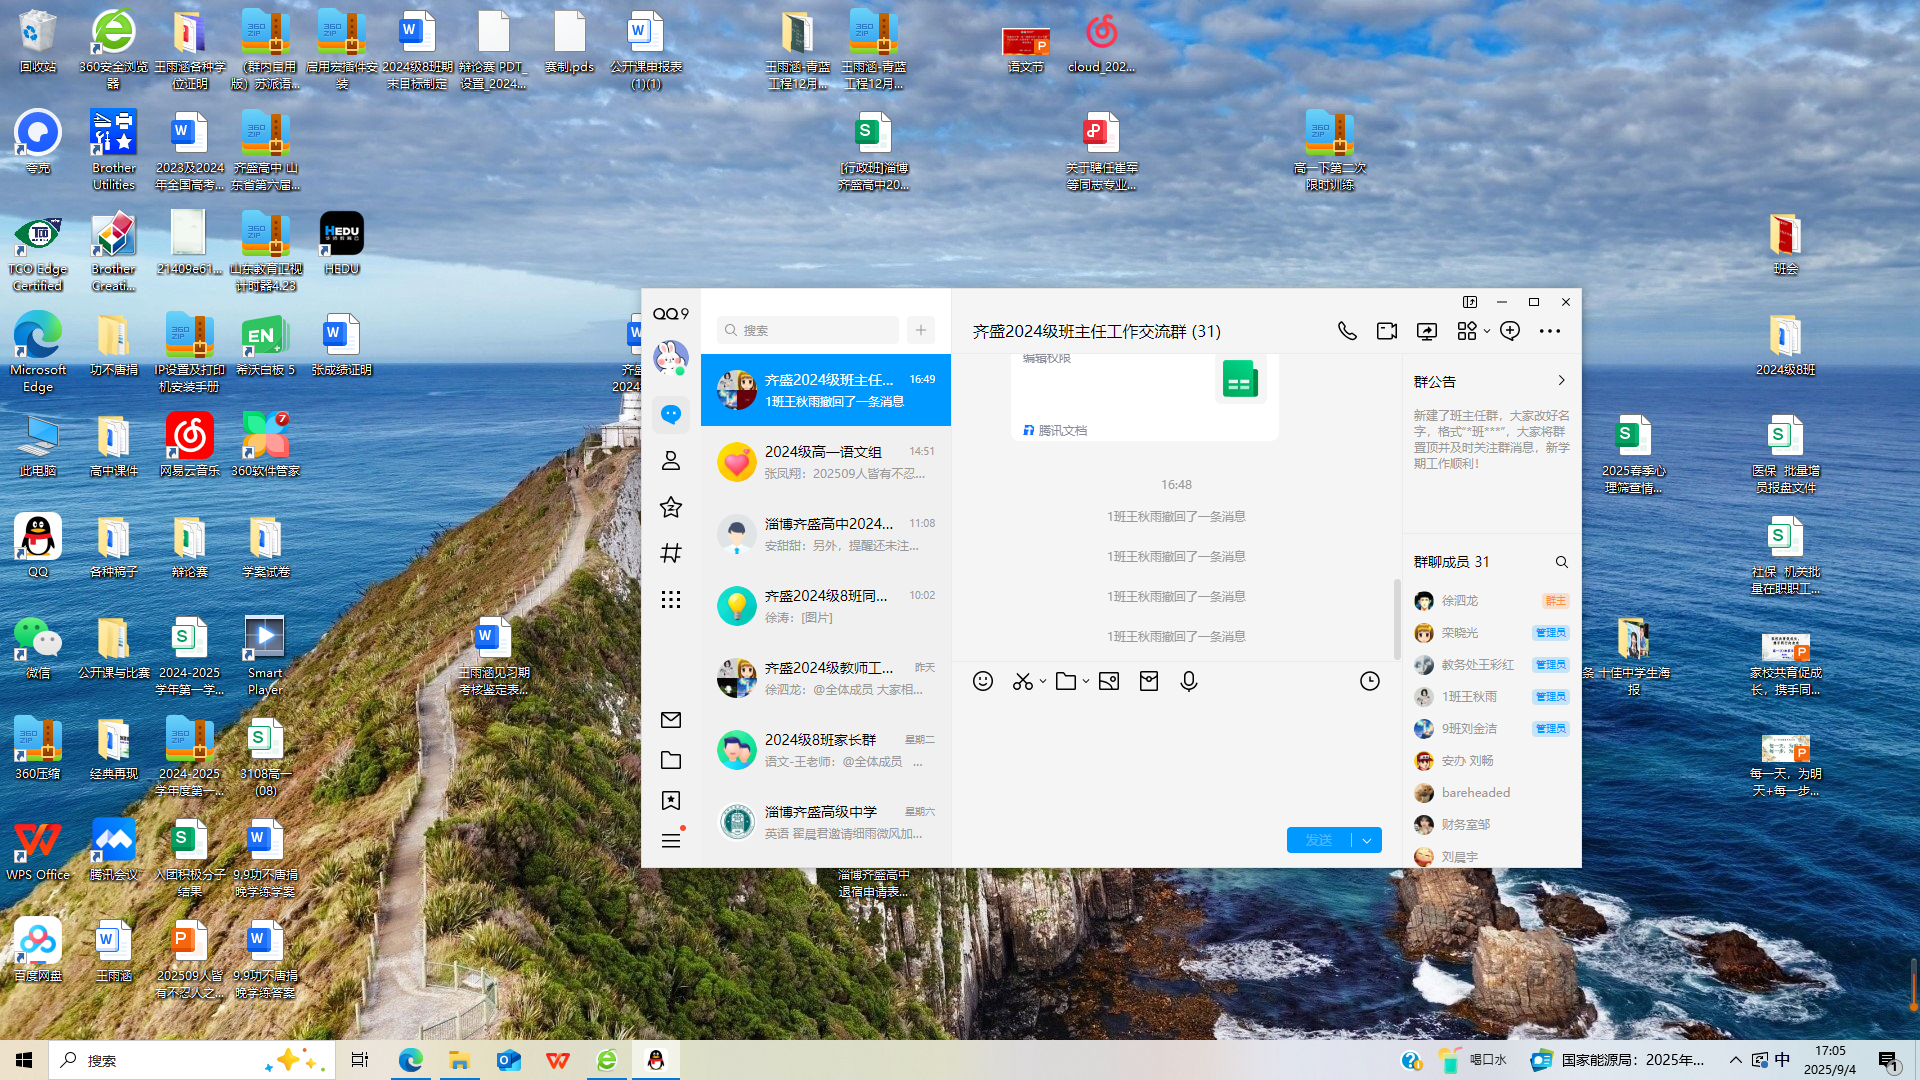 回收站
360安全浏览
器
王雨涵各种学
位证明
（群内自用
版）苏派语...
启用宏插件安
装
2024级8班期
末目标制定
辩论赛 PDT_
设置_2024...
赛制.pds
公开课申报表
(1)(1)
王雨涵-青蓝
工程12月...
王雨涵-青蓝
工程12月...
语文节
cloud_202...
夸克
Brother
Utilities
2023及2024
年全国高考...
齐盛高中 山
东省第六届...
[行政班]淄博
齐盛高中20...
关于聘任崔军
等同志专业...
高一下第二次
限时训练
TCO Edge
Certified
Brother
Creati...
21409e61...
山东教育卫视
计时器4.23
HEDU
班会
Microsoft
Edge
功不唐捐
IP设置及打印
机安装手册
希沃白板 5
张成绩证明
2024级8班
此电脑
高中课件
网易云音乐
360软件管家
2025春季心
理筛查情...
医保_批量增
员报盘文件
QQ
各种稿子
辩论赛
学案试卷
社保_机关批
量在职职工...
微信
公开课与比赛
2024-2025
学年第一学...
Smart
Player
王雨涵见习期
考核鉴定表...
条 十佳中学生海
报
家校共育促成
长，携手同...
360压缩
经典再现
2024-2025
学年度第一...
3108高一
(08)
每一天，为明
天+每一步...
WPS Office
腾讯会议
入团积极分子
结果
9.9功不唐捐
晚学练学案
淄博齐盛高中
退宿申请表...
百度网盘
王雨涵
202509人皆
有不忍人之...
9.9功不唐捐
晚学练答案
QQ9
搜索
齐盛2024级班主任... 16:49
1班王秋雨撤回了一条消息
2024级高一语文组 14:51
张凤翔：202509人皆有不忍...
淄博齐盛高中2024... 11:08
安甜甜：另外，提醒还未注...
齐盛2024级8班同... 10:02
徐涛：[图片]
齐盛2024级教师工... 昨天
徐泗龙：@全体成员 大家相...
2024级8班家长群 星期二
语文-王老师：@全体成员 ...
淄博齐盛高级中学 星期六
英语 翟晨君邀请细雨微风加...
齐盛2024级班主任工作交流群 (31)
编辑权限
腾讯文档
16:48
1班王秋雨撤回了一条消息
1班王秋雨撤回了一条消息
1班王秋雨撤回了一条消息
1班王秋雨撤回了一条消息
发送
群公告
新建了班主任群，大家改好名
字，格式“*班***”，大家将群
置顶并及时关注群消息，新学
期工作顺利！
群聊成员 31
徐泗龙 群主
栾晓光 管理员
教务处王彩红 管理员
1班王秋雨 管理员
9班刘金洁 管理员
安办 刘畅
bareheaded
财务室邹
刘晨宇
搜索
喝口水
国家能源局：2025年...
中
17:05
2025/9/4
1